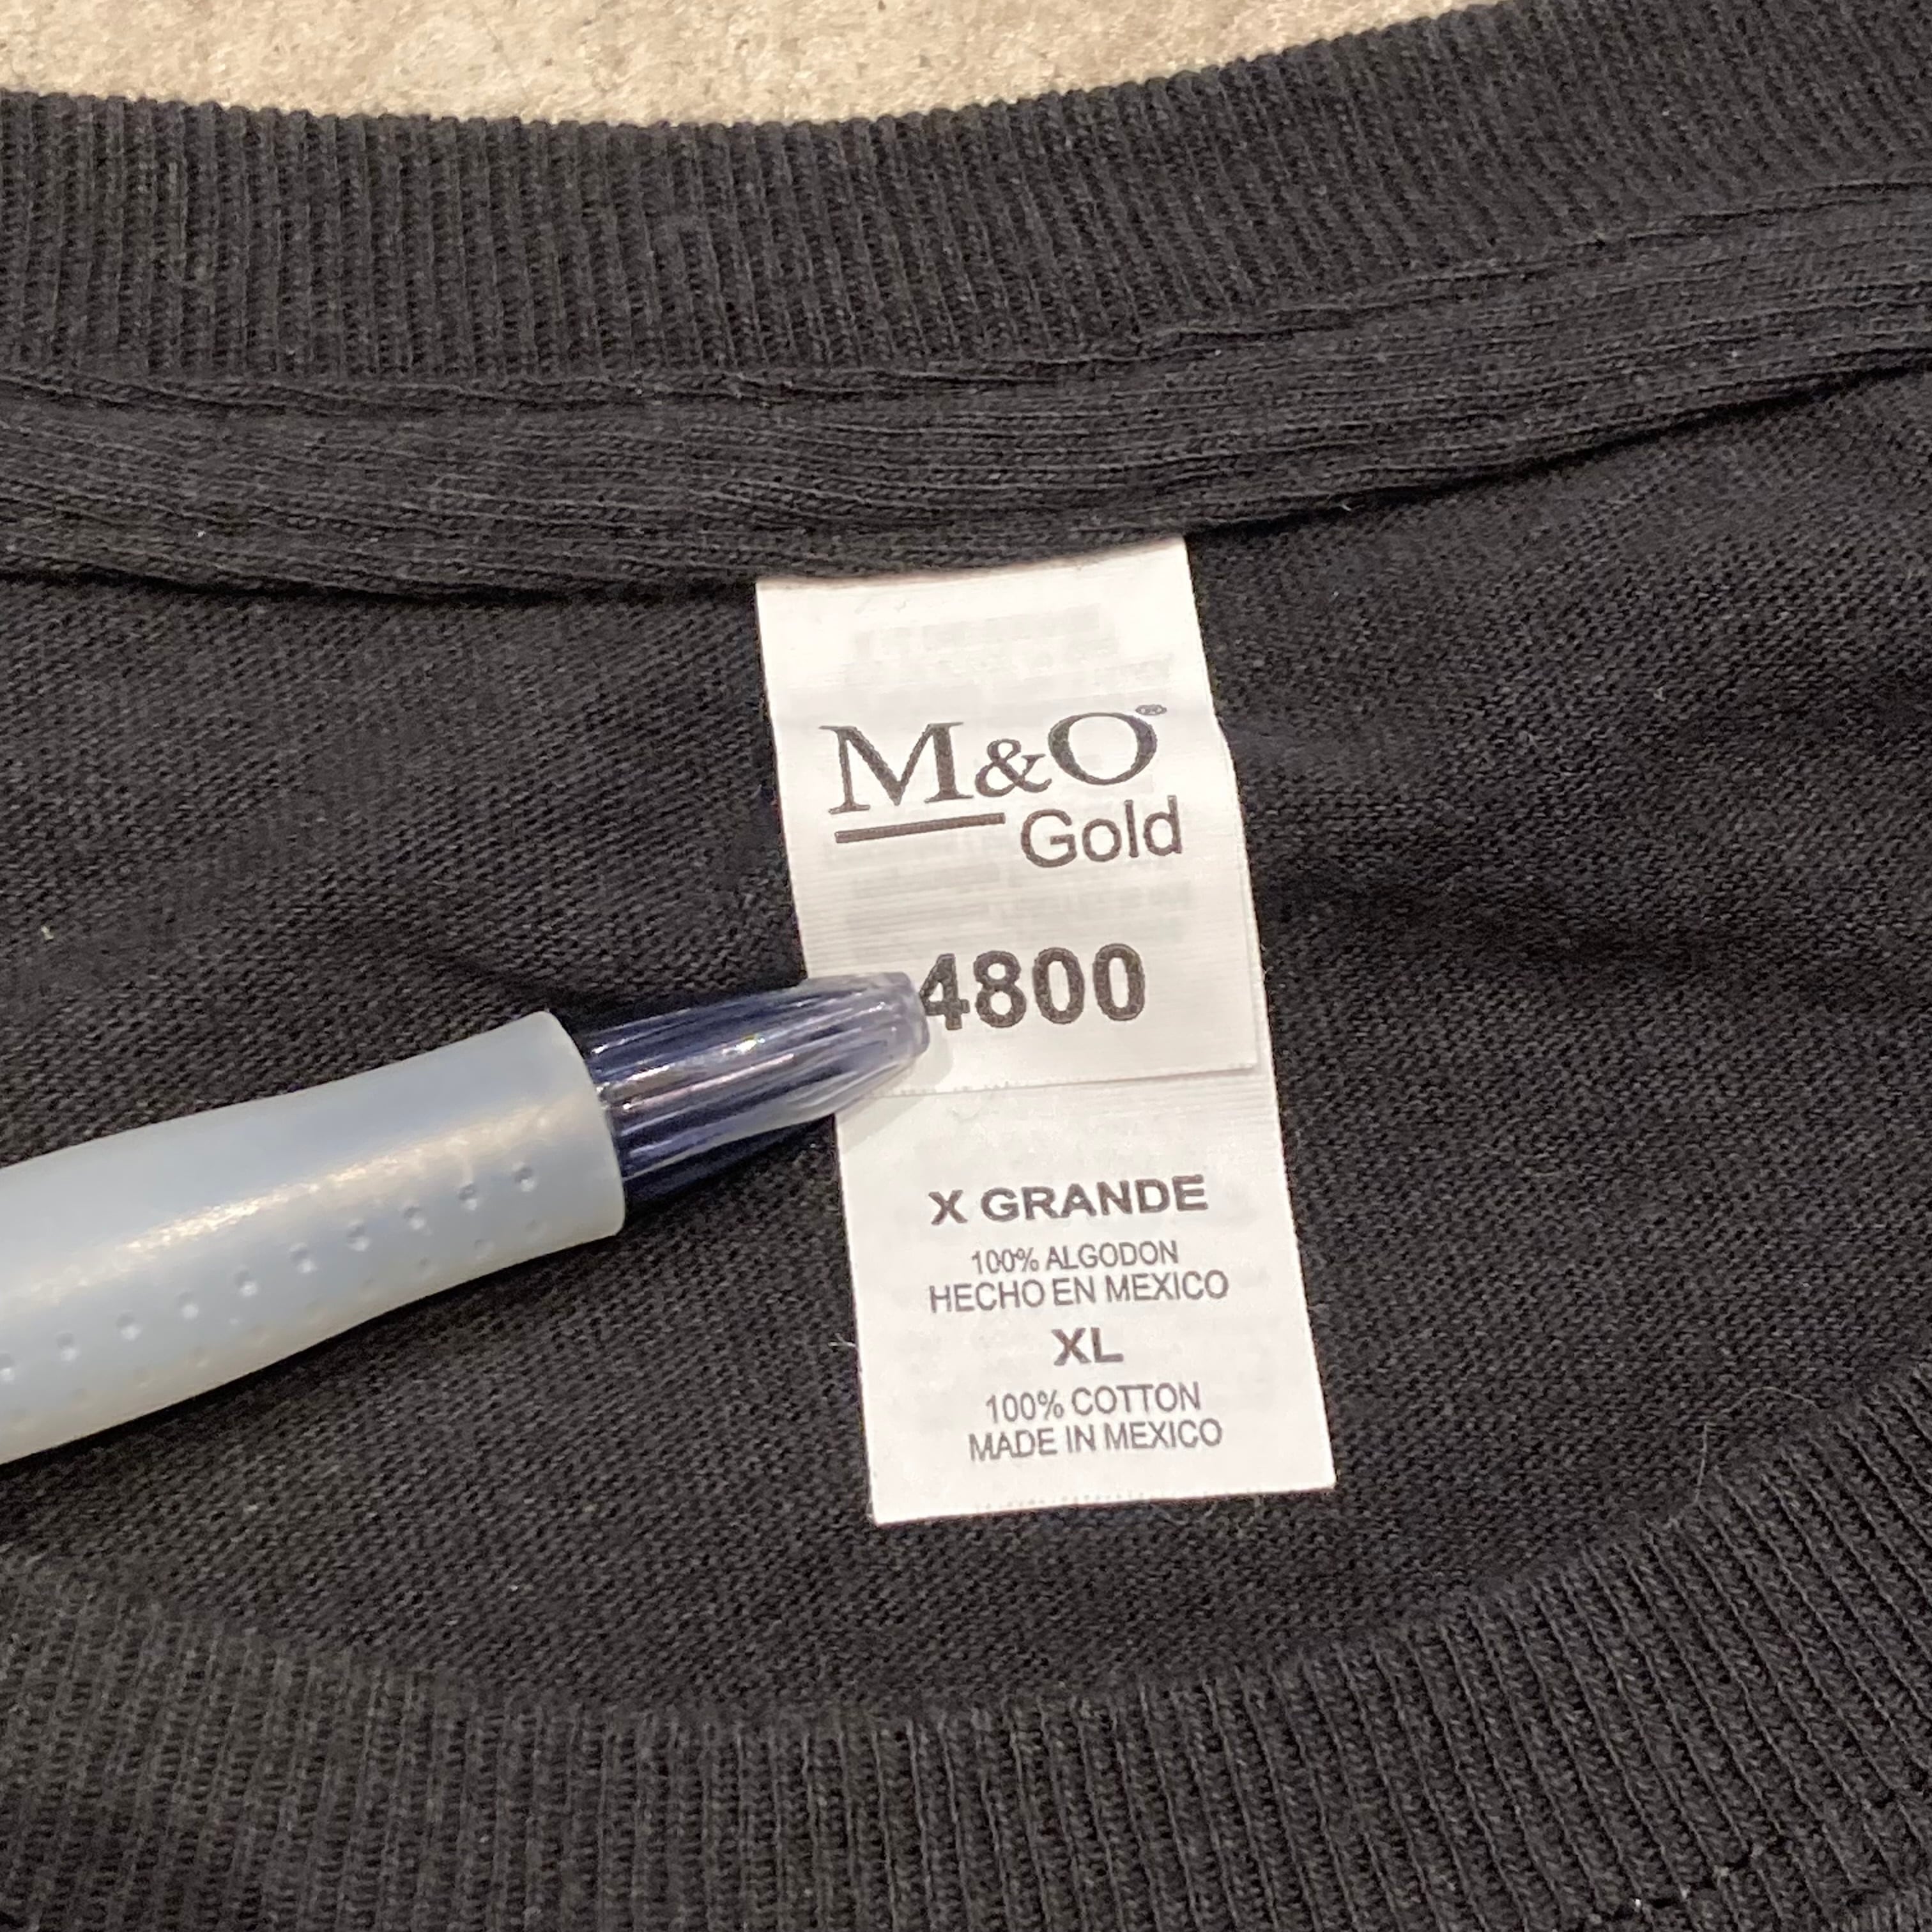 M&O®
Gold
4800
X GRANDE
100% ALGODON
HECHO EN MEXICO
XL
100% COTTON
MADE IN MEXICO